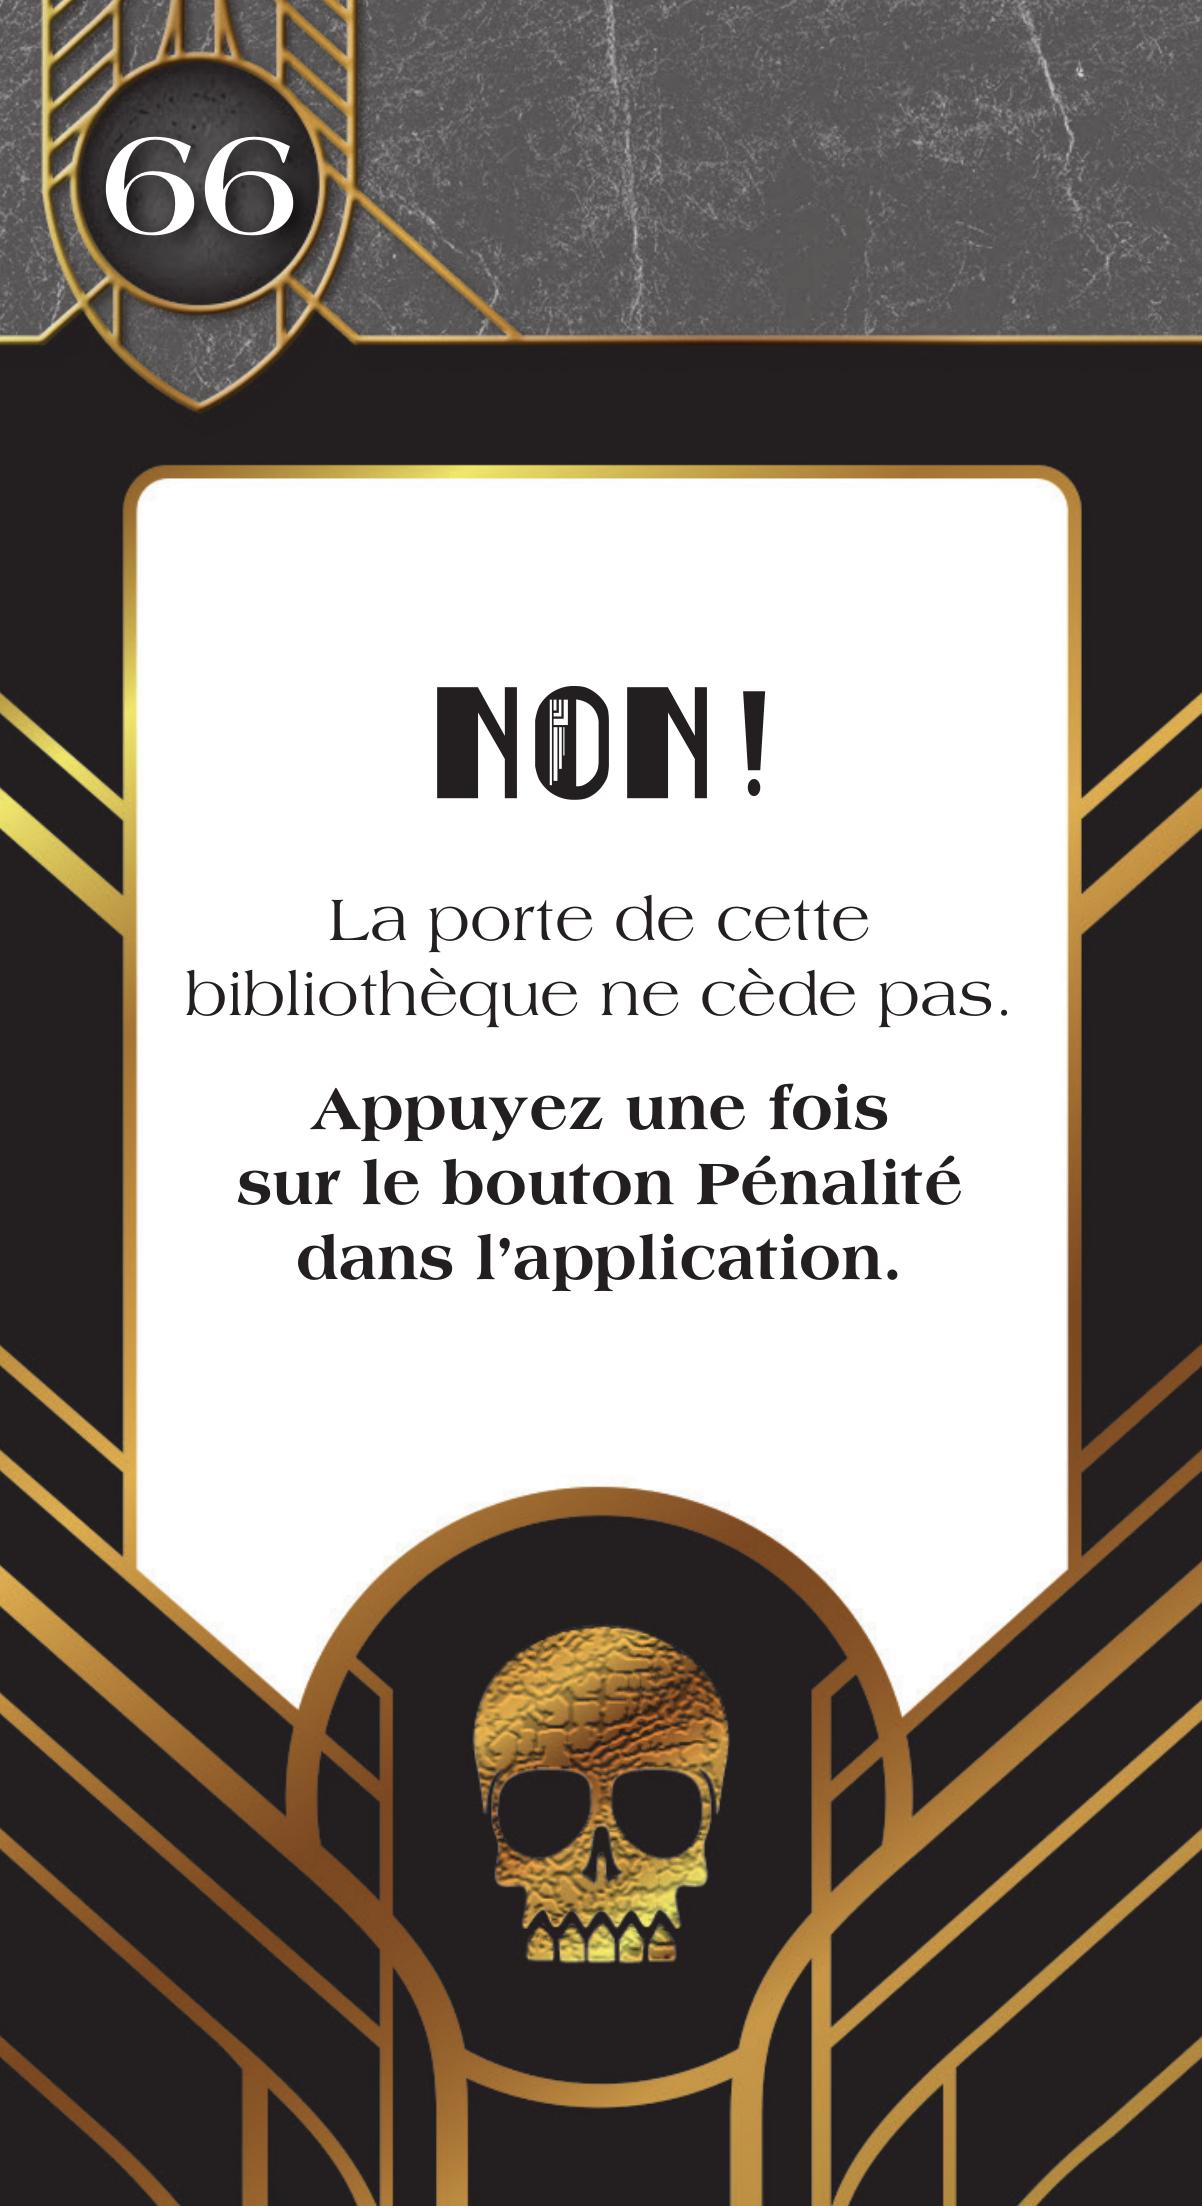 66
NON !
La porte de cette
bibliothèque ne cède pas.
Appuyez une fois
sur le bouton Pénalité
dans l’application.